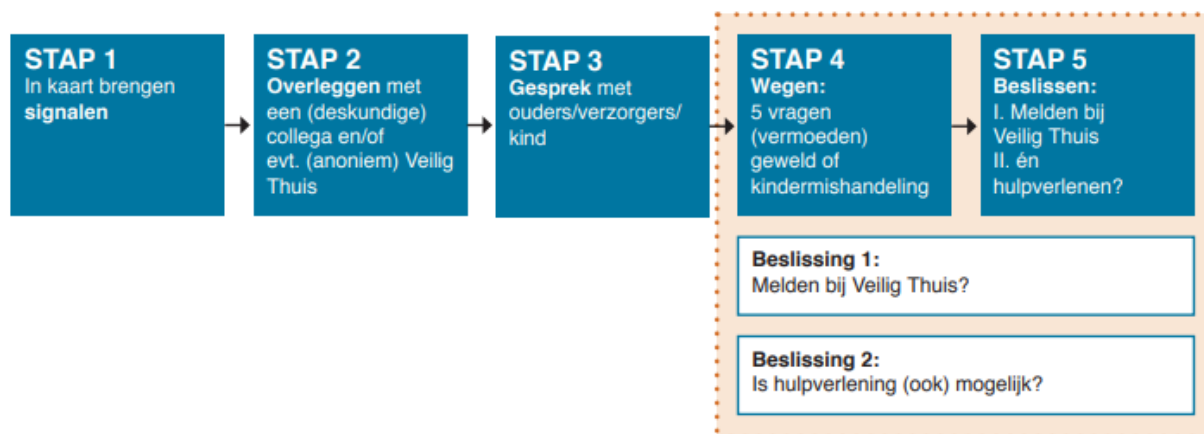 STAP 1
In kaart brengen
signalen
STAP 2
Overleggen met
een (deskundige)
collega en/of
evt. (anoniem) Veilig
Thuis
STAP 3
Gesprek met
ouders/verzorgers/
kind
STAP 4
Wegen:
5 vragen
(vermoeden)
geweld of
kindermishandeling
STAP 5
Beslissen:
I. Melden bij
Veilig Thuis
II. én
hulpverlenen?
Beslissing 1:
Melden bij Veilig Thuis?
Beslissing 2:
Is hulpverlening (ook) mogelijk?